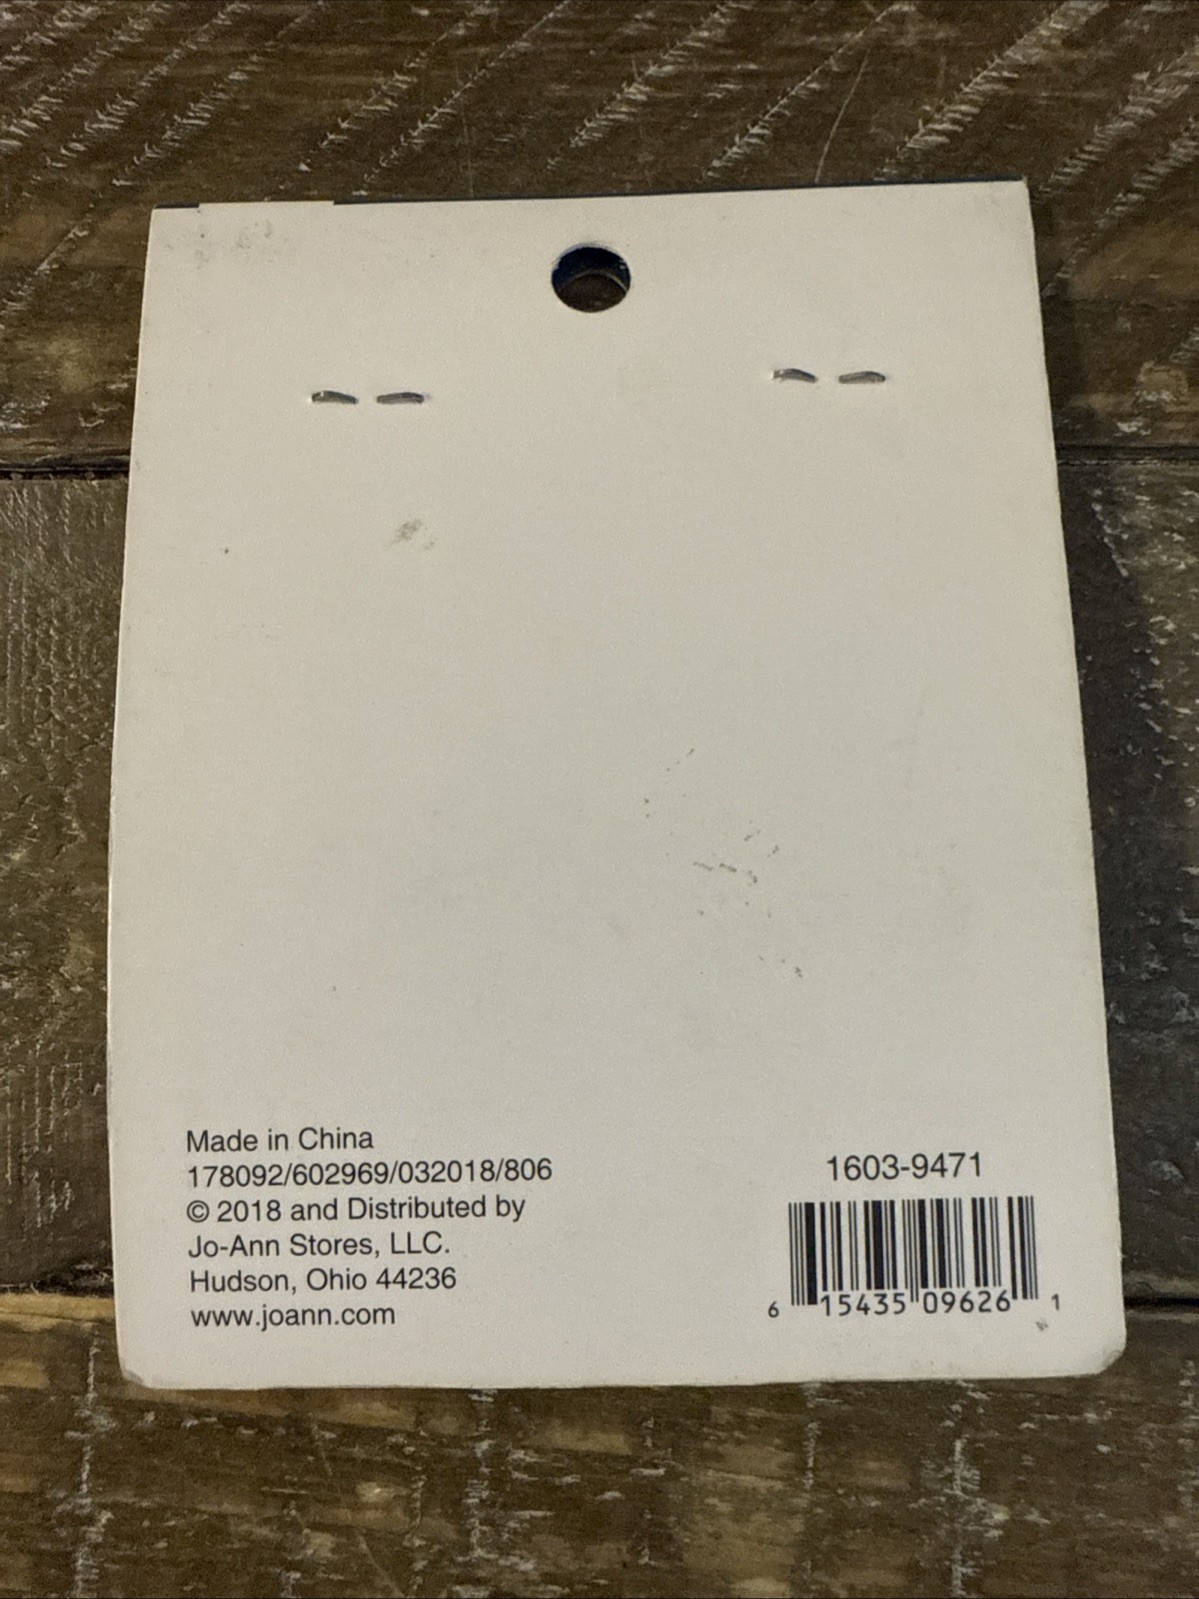 Made in China
178092/602969/032018/806
© 2018 and Distributed by
Jo-Ann Stores, LLC.
Hudson, Ohio 44236
www.joann.com
1603-9471
6 15435 09626 1